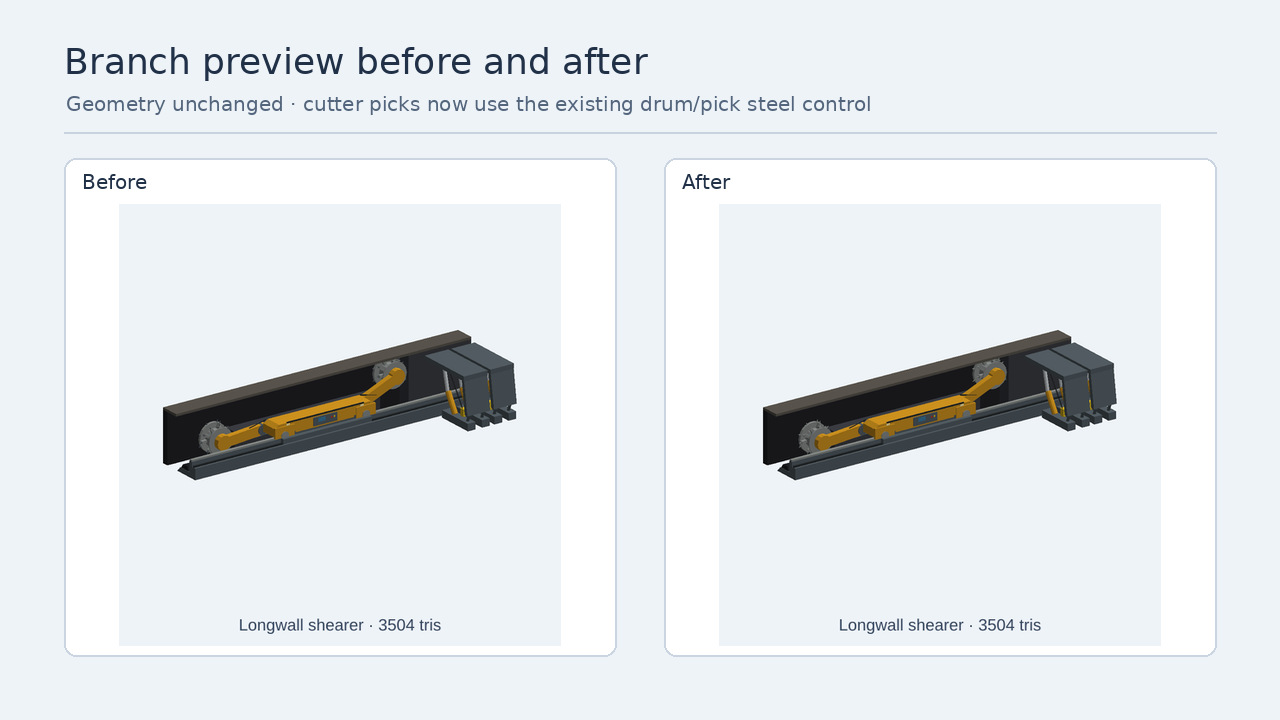 Branch preview before and after
Geometry unchanged · cutter picks now use the existing drum/pick steel control
Before
After
Longwall shearer · 3504 tris
Longwall shearer · 3504 tris